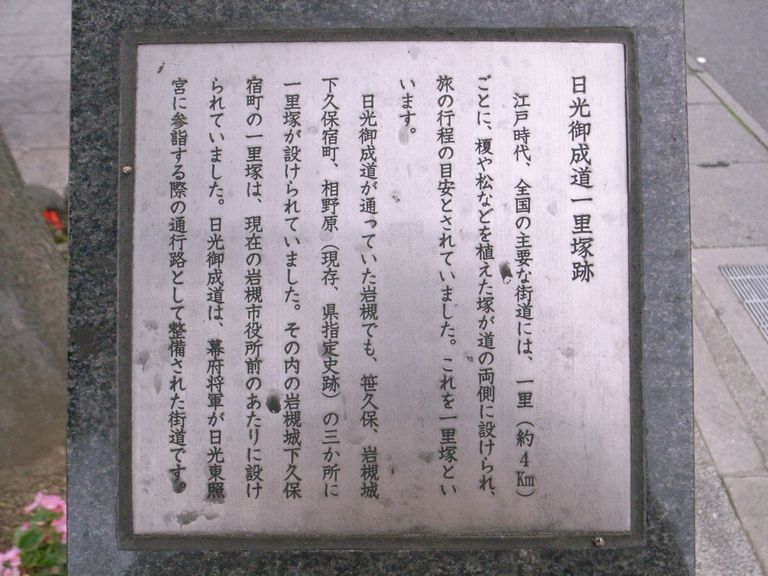 日光御成道一里塚跡
江戸時代、全国の主要な街道には、一里(約4㎞)
ごとに、榎や松などを植えた塚が道の両側に設けられ、
旅の行程の目安とされていました。これを一里塚とい
います。
日光御成道が通っていた岩槻でも、笹久保、岩槻城
下久保宿町、相野原(現存、県指定史跡)の三か所に
一里塚が設けられていました。その内の岩槻城下久保
宿町の一里塚は、現在の岩槻市役所前のあたりに設け
られていました。日光御成道は、幕府将軍が日光東照
宮に参詣する際の通行路として整備された街道です。